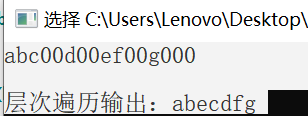 选择 C:\Users\Lenovo\Desktop\
abc00d00ef00g000
层次遍历输出：abecdfg